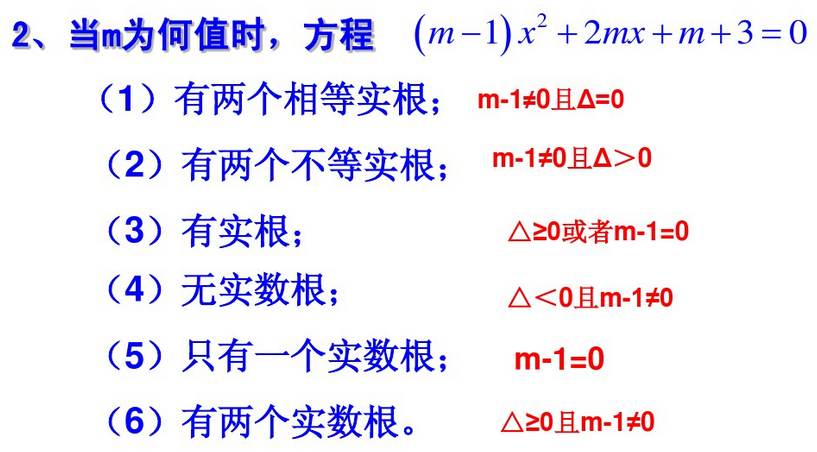 2、当m为何值时，方程 (m−1)x²+2mx+m+3=0
（1）有两个相等实根； m-1≠0且Δ=0
（2）有两个不等实根； m-1≠0且Δ＞0
（3）有实根； △≥0或者m-1=0
（4）无实数根； △＜0且m-1≠0
（5）只有一个实数根； m-1=0
（6）有两个实数根。 △≥0且m-1≠0